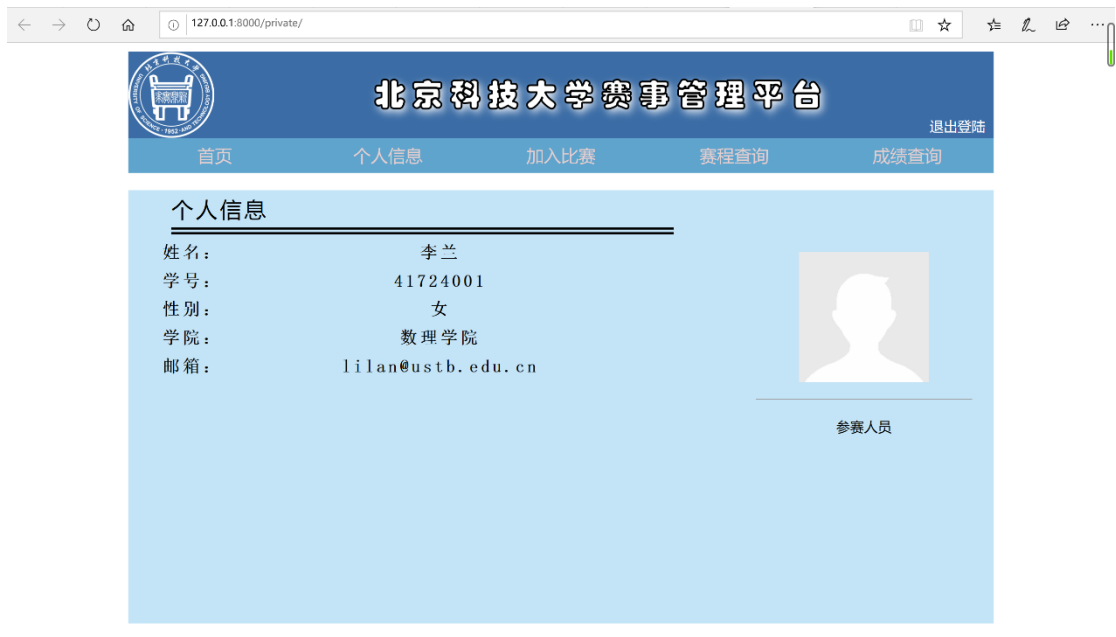 127.0.0.1:8000/private/
北京科技大学赛事管理平台
退出登陆
首页 个人信息 加入比赛 赛程查询 成绩查询
个人信息
姓名： 李兰
学号： 41724001
性别： 女
学院： 数理学院
邮箱： lilan@ustb.edu.cn
参赛人员